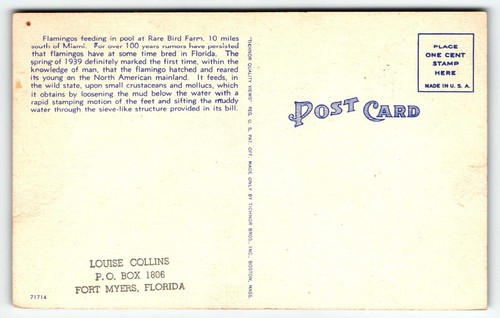 Flamingos feeding in pool at Rare Bird Farm, 10 miles
south of Miami. For over 100 years rumors have persisted
that flamingos have at some time bred in Florida. The
spring of 1939 definitely marked the first time, within the
knowledge of man, that the flamingo hatched and reared
its young on the North American mainland. It feeds, in
the wild state, upon small crustaceans and mollucs, which
it obtains by loosening the mud below the water with a
rapid stamping motion of the feet and sifting the muddy
water through the sieve-like structure provided in its bill.
LOUISE COLLINS
P.O. BOX 1806
FORT MYERS, FLORIDA
71714
"TICHNOR QUALITY VIEWS" REG. U. S. PAT. OFF. MADE ONLY BY TICHNOR BROS., INC., BOSTON, MASS.
POST CARD
PLACE
ONE CENT
STAMP
HERE
MADE IN U. S. A.